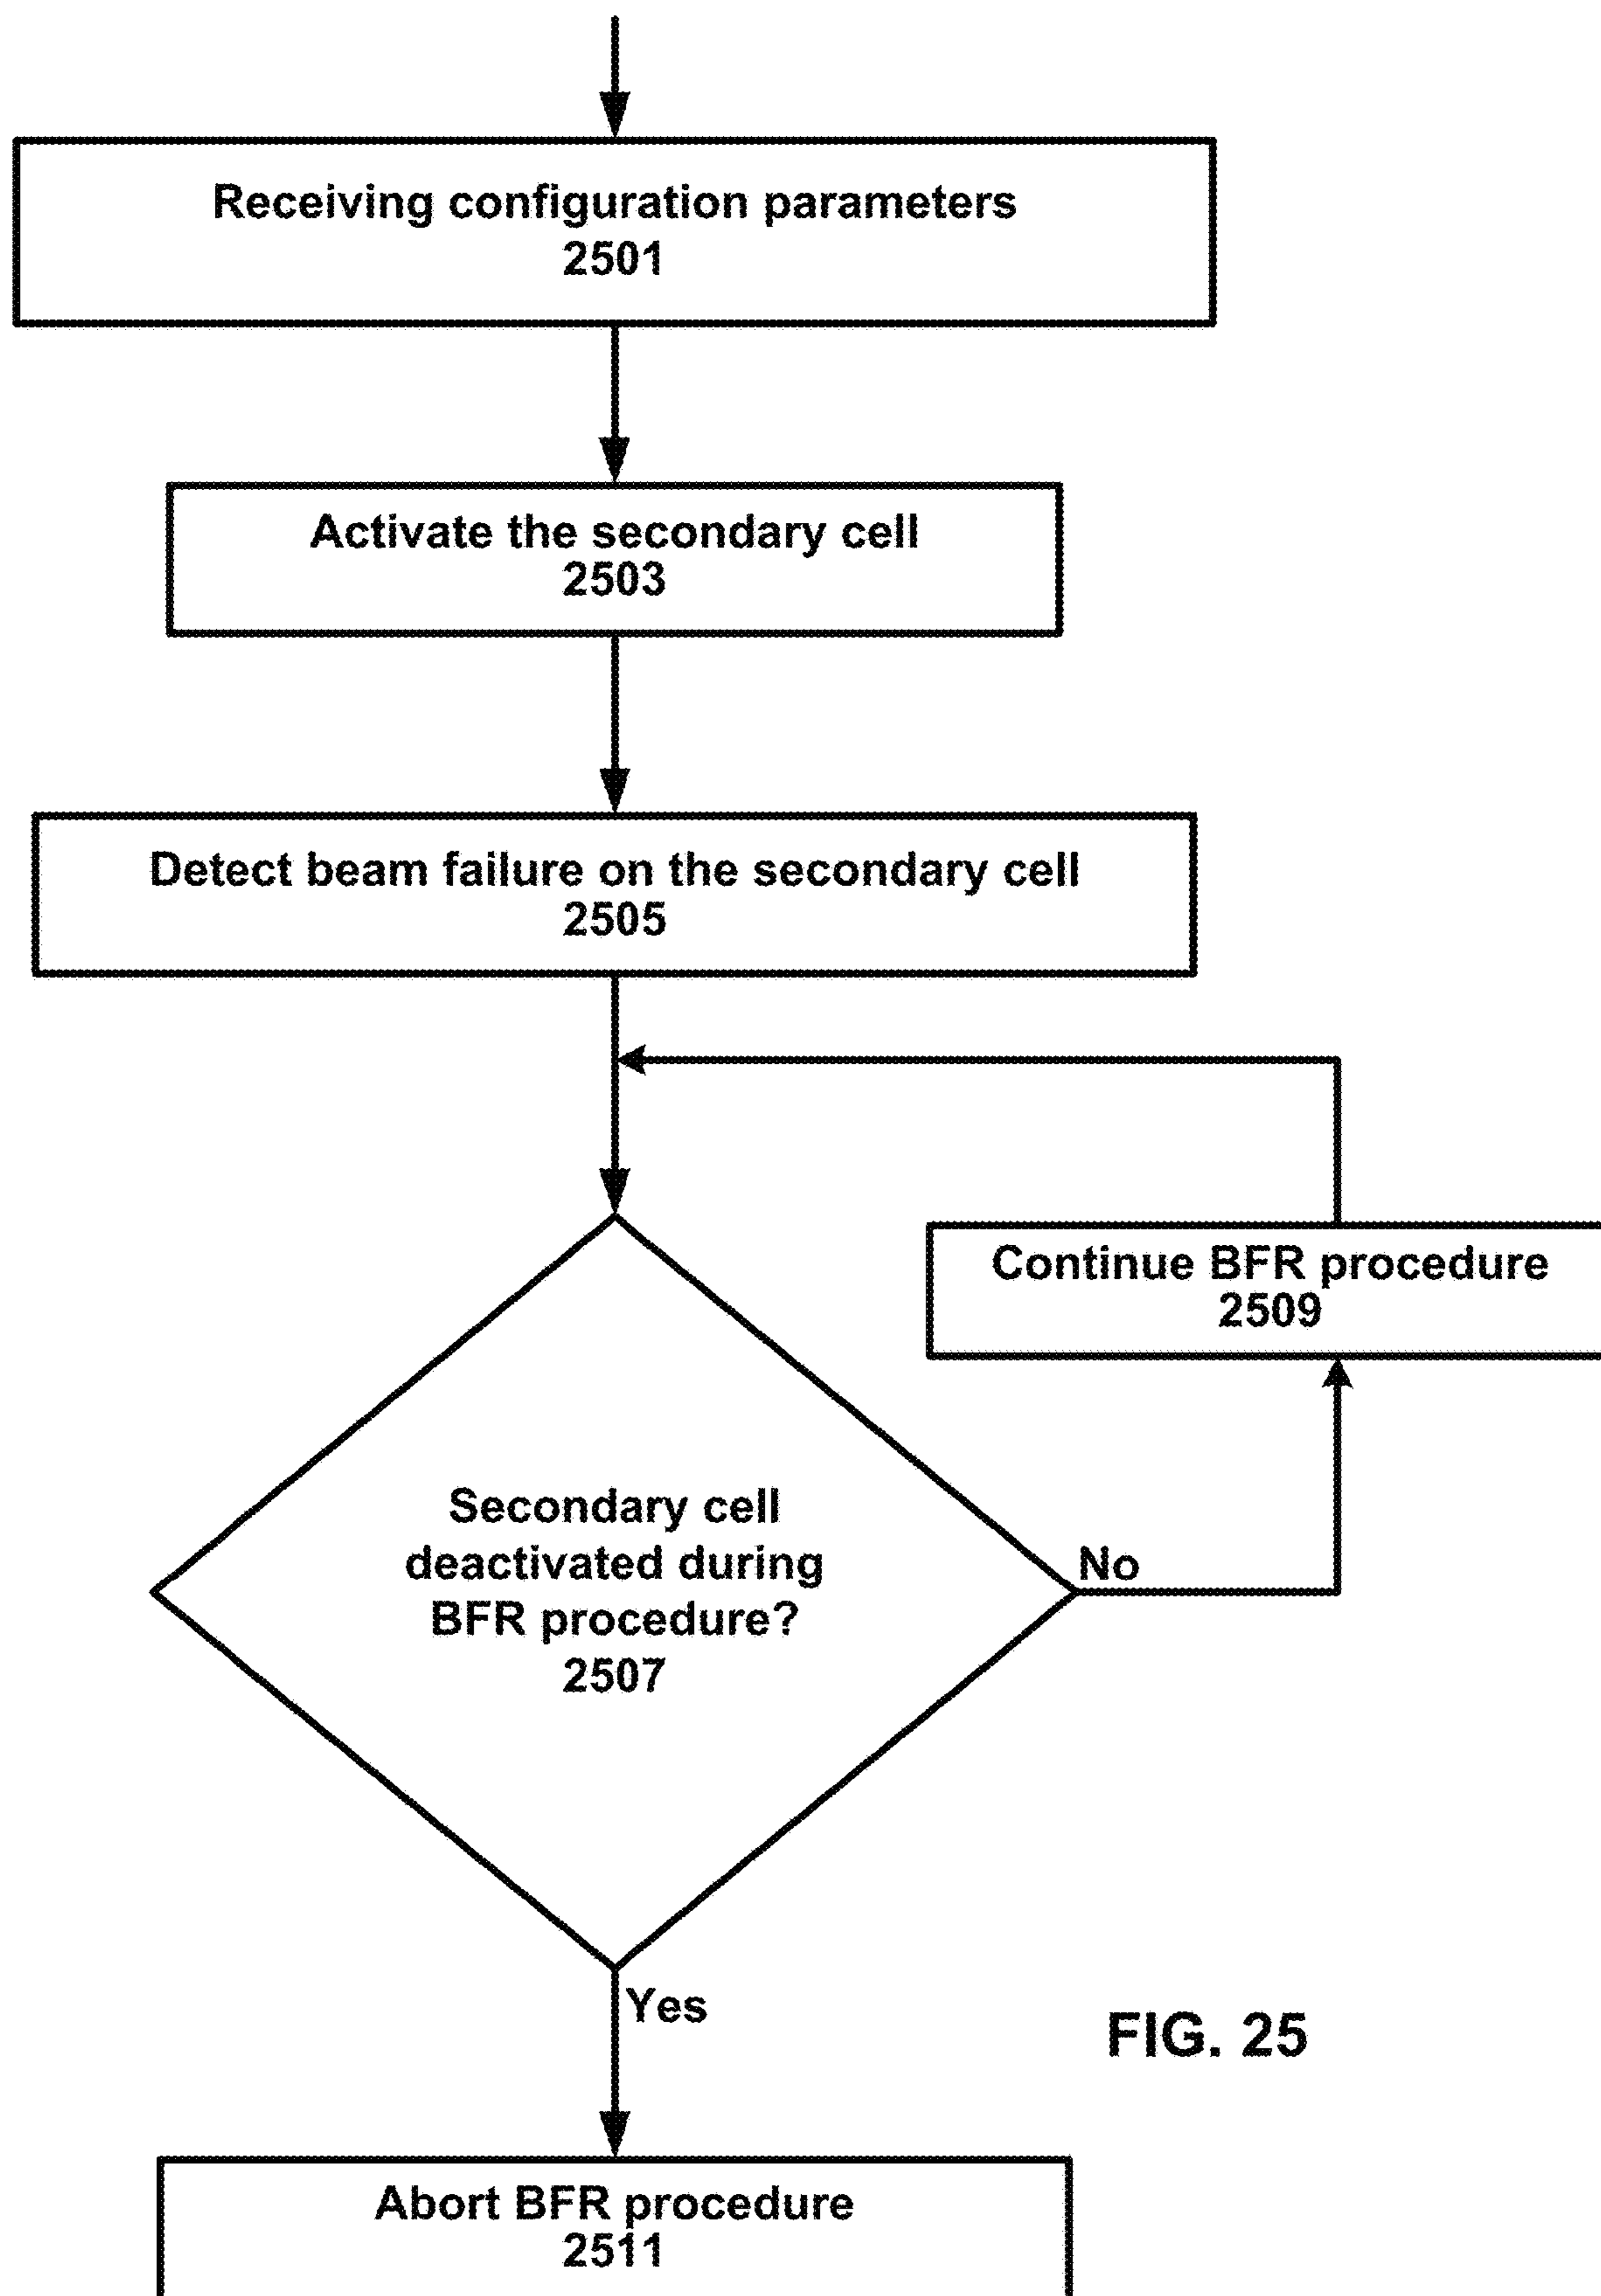 Receiving configuration parameters
2501
Activate the secondary cell
2503
Detect beam failure on the secondary cell
2505
Continue BFR procedure
2509
Secondary cell
deactivated during
BFR procedure?
2507
No
Yes
FIG. 25
Abort BFR procedure
2511